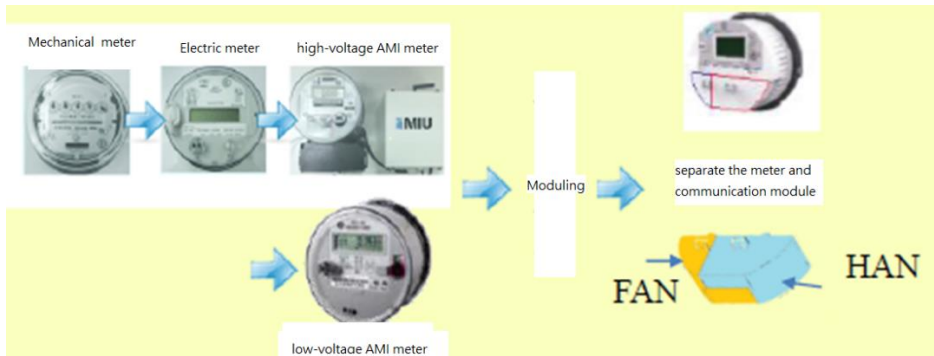 Mechanical meter
Electric meter
high-voltage AMI meter
MIU
Moduling
separate the meter and
communication module
FAN
HAN
low-voltage AMI meter